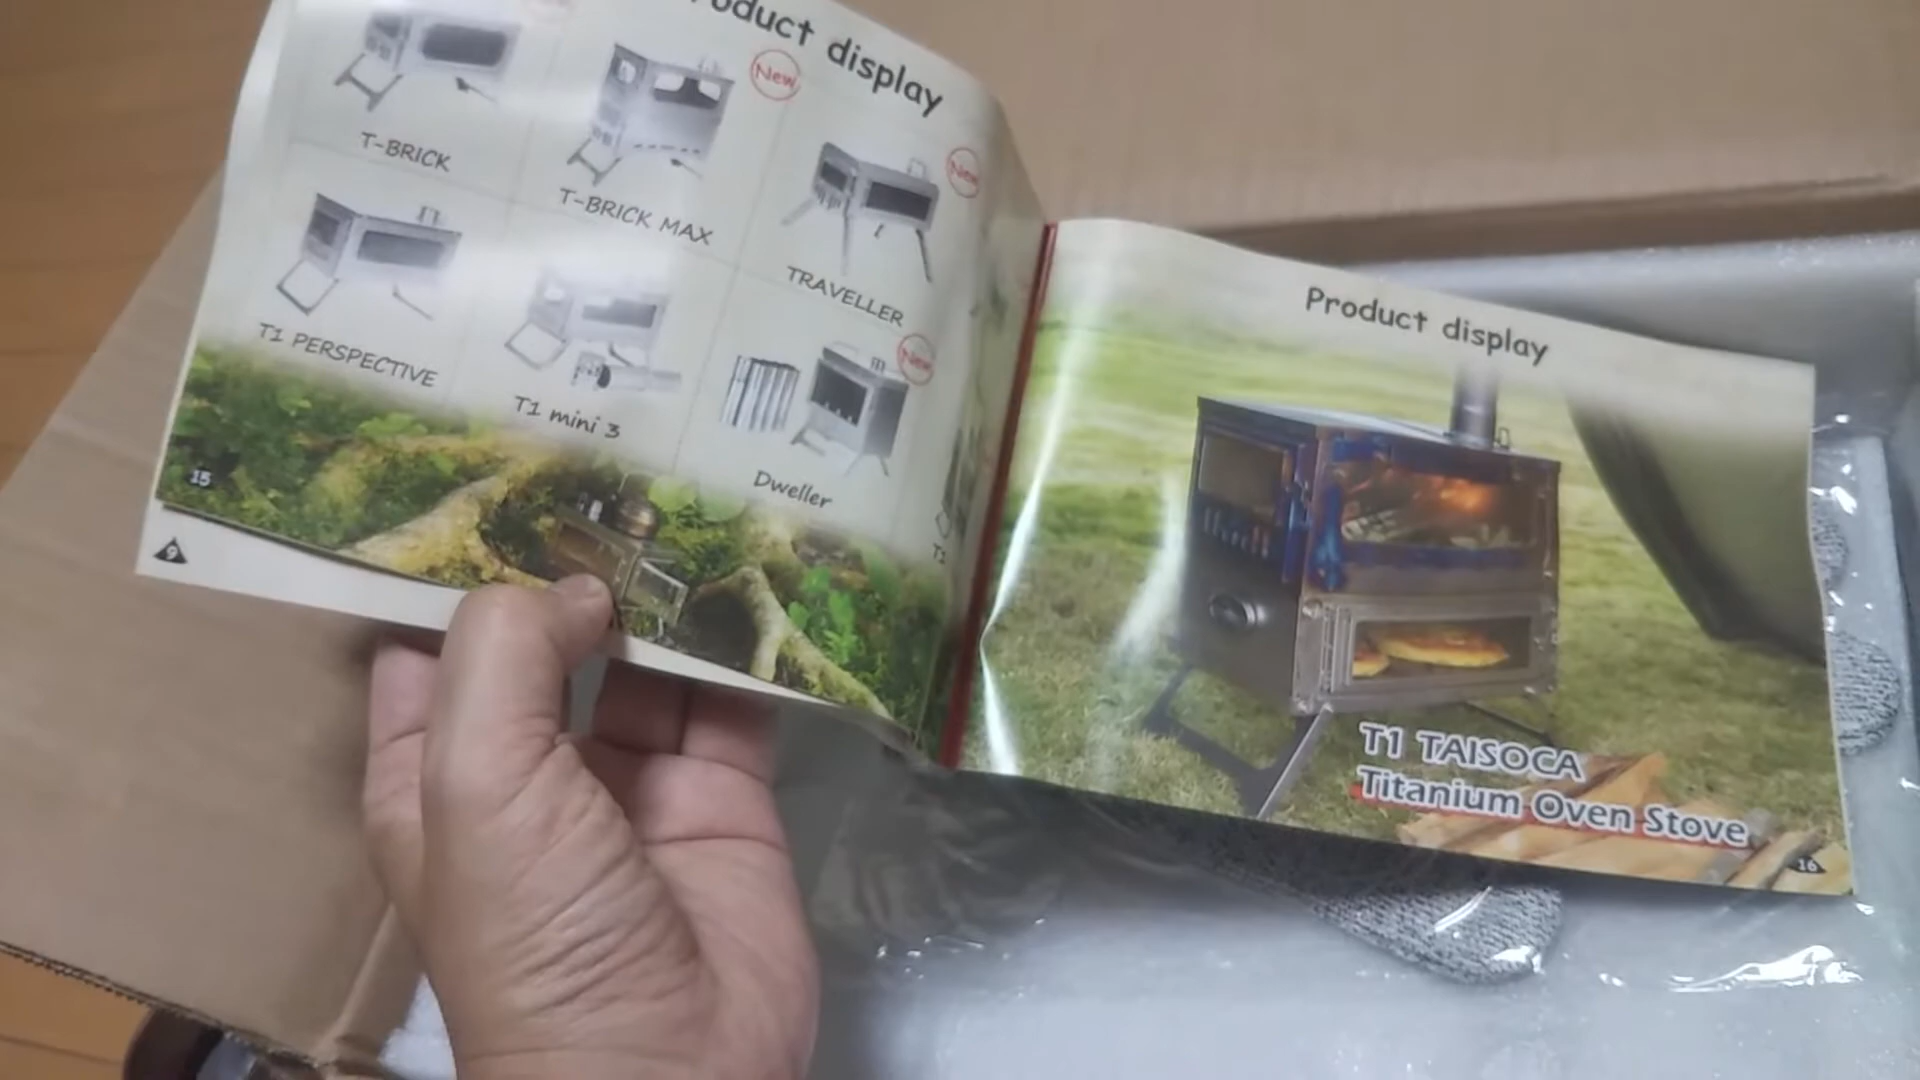 Product display
New
T-BRICK
T-BRICK MAX
New
TRAVELLER
T1 PERSPECTIVE
T1 mini 3
New
Dweller
15
9
Product display
T1 TAISOCA
Titanium Oven Stove
16